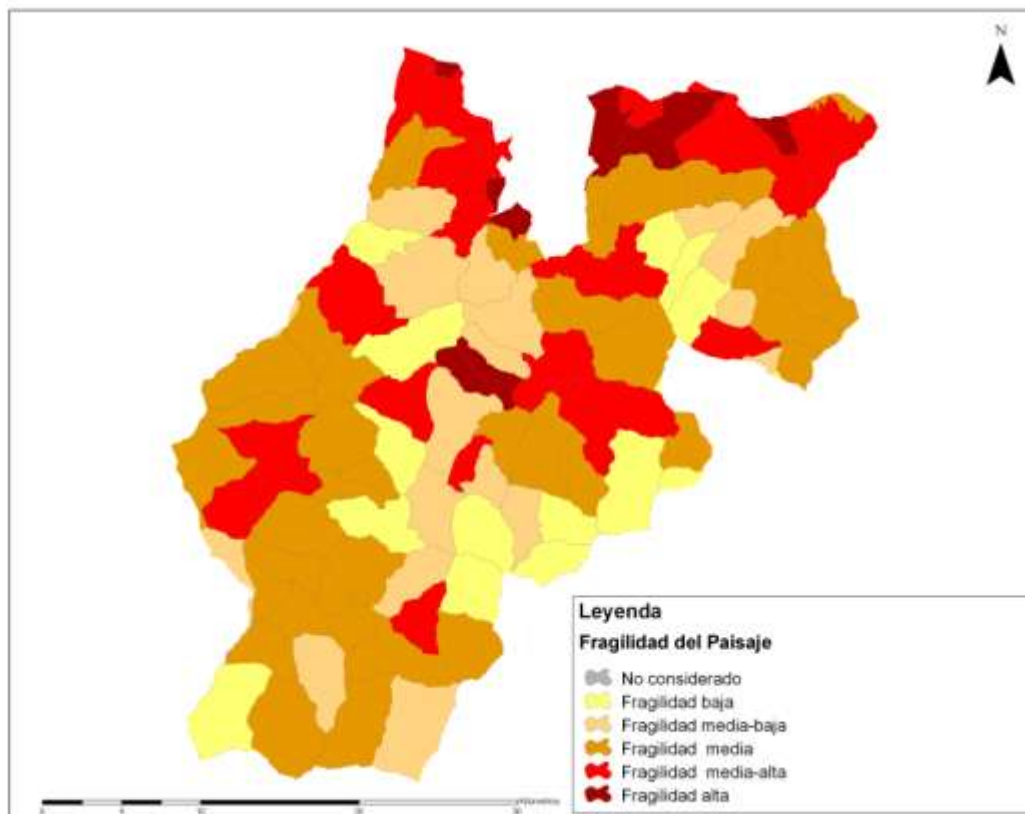 N
Leyenda
Fragilidad del Paisaje
No considerado
Fragilidad baja
Fragilidad media-baja
Fragilidad media
Fragilidad media-alta
Fragilidad alta